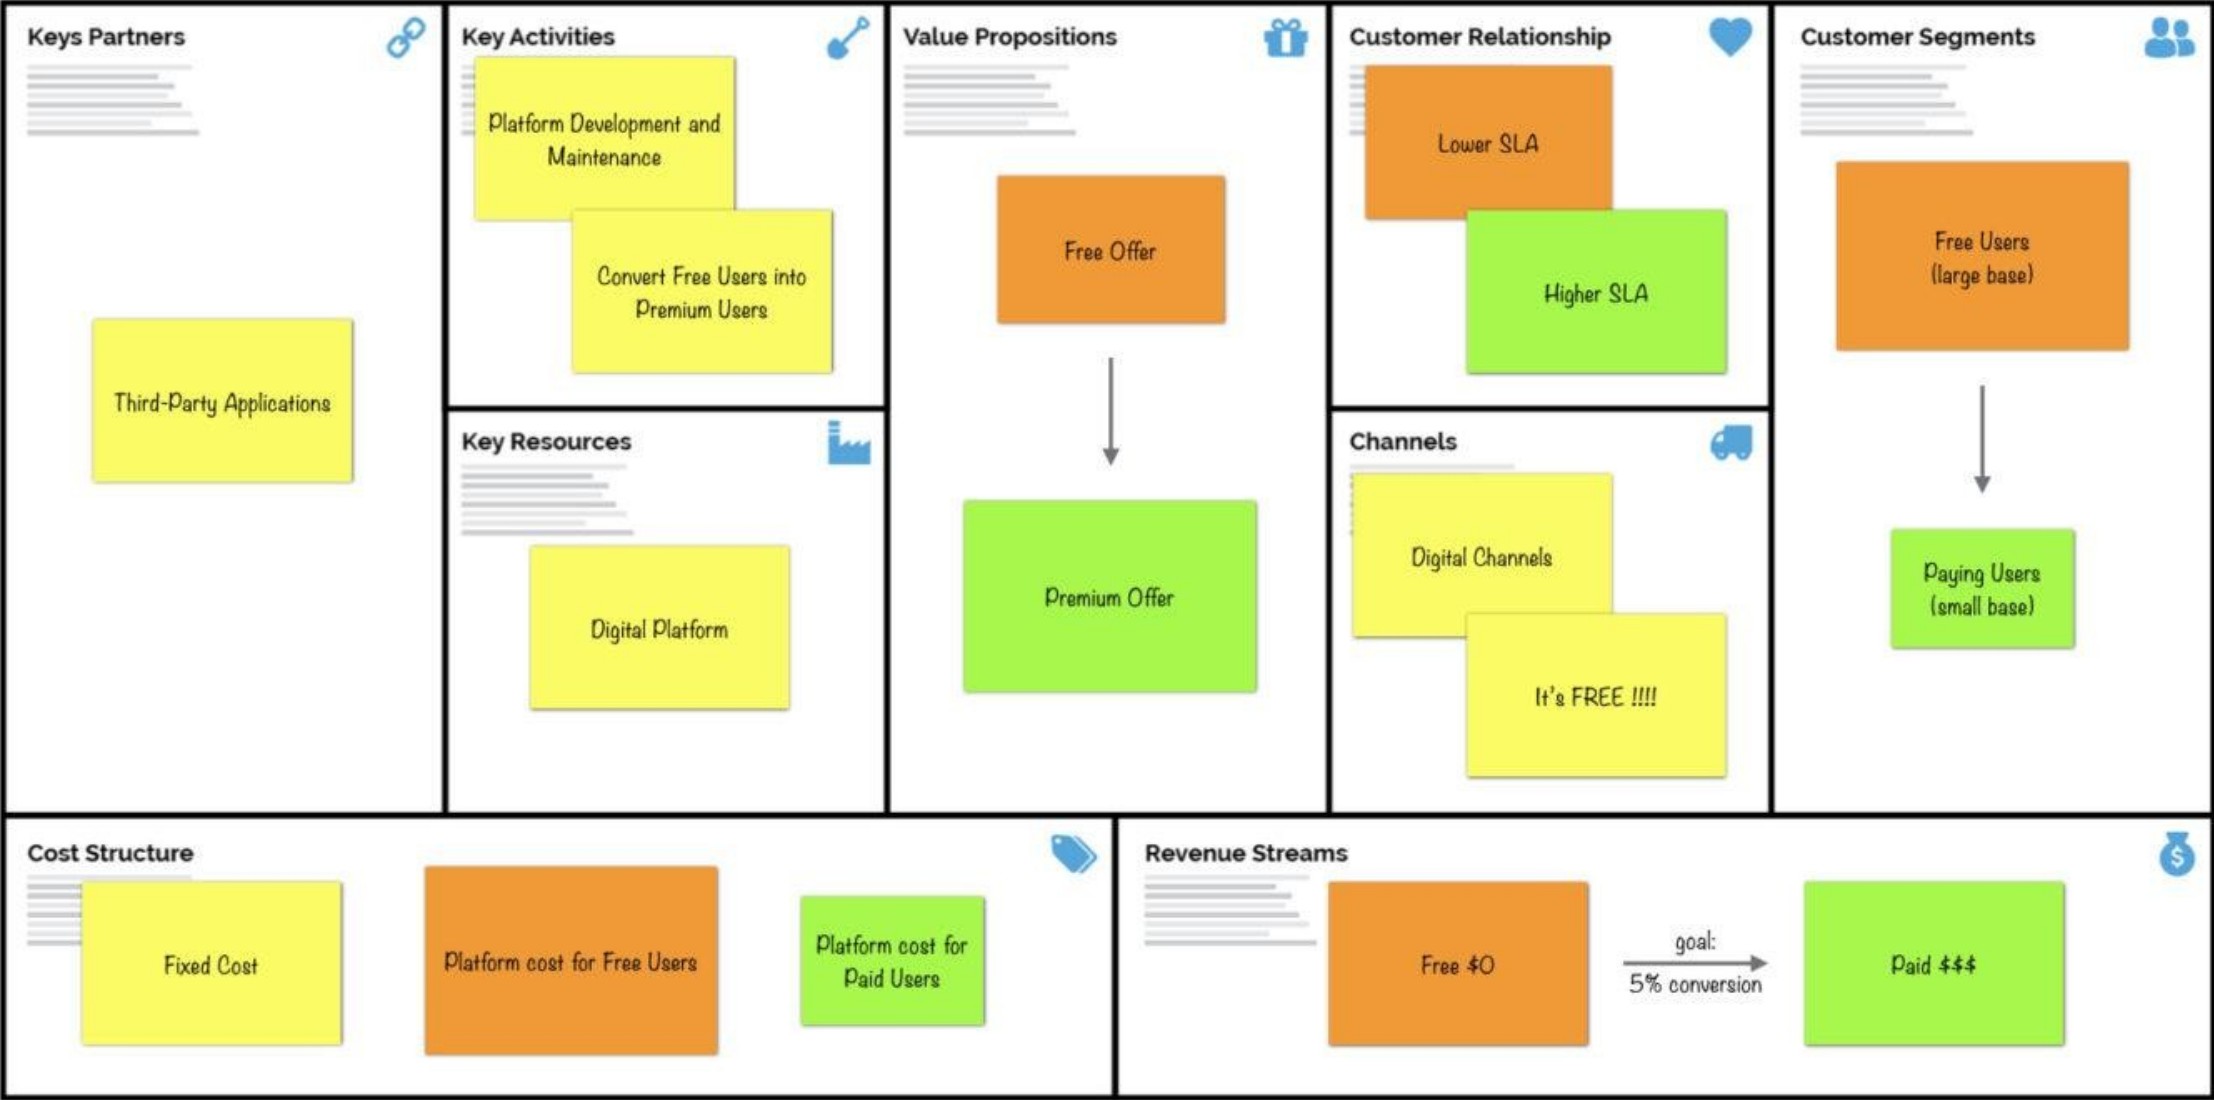 Keys Partners
Third-Party Applications
Key Activities
Platform Development and
Maintenance
Convert Free Users into
Premium Users
Key Resources
Digital Platform
Value Propositions
Free Offer
Premium Offer
Customer Relationship
Lower SLA
Higher SLA
Channels
Digital Channels
It's FREE !!!!
Customer Segments
Free Users
(large base)
Paying Users
(small base)
Cost Structure
Fixed Cost
Platform cost for Free Users
Platform cost for
Paid Users
Revenue Streams
Free $0
goal:
5% conversion
Paid $$$
$